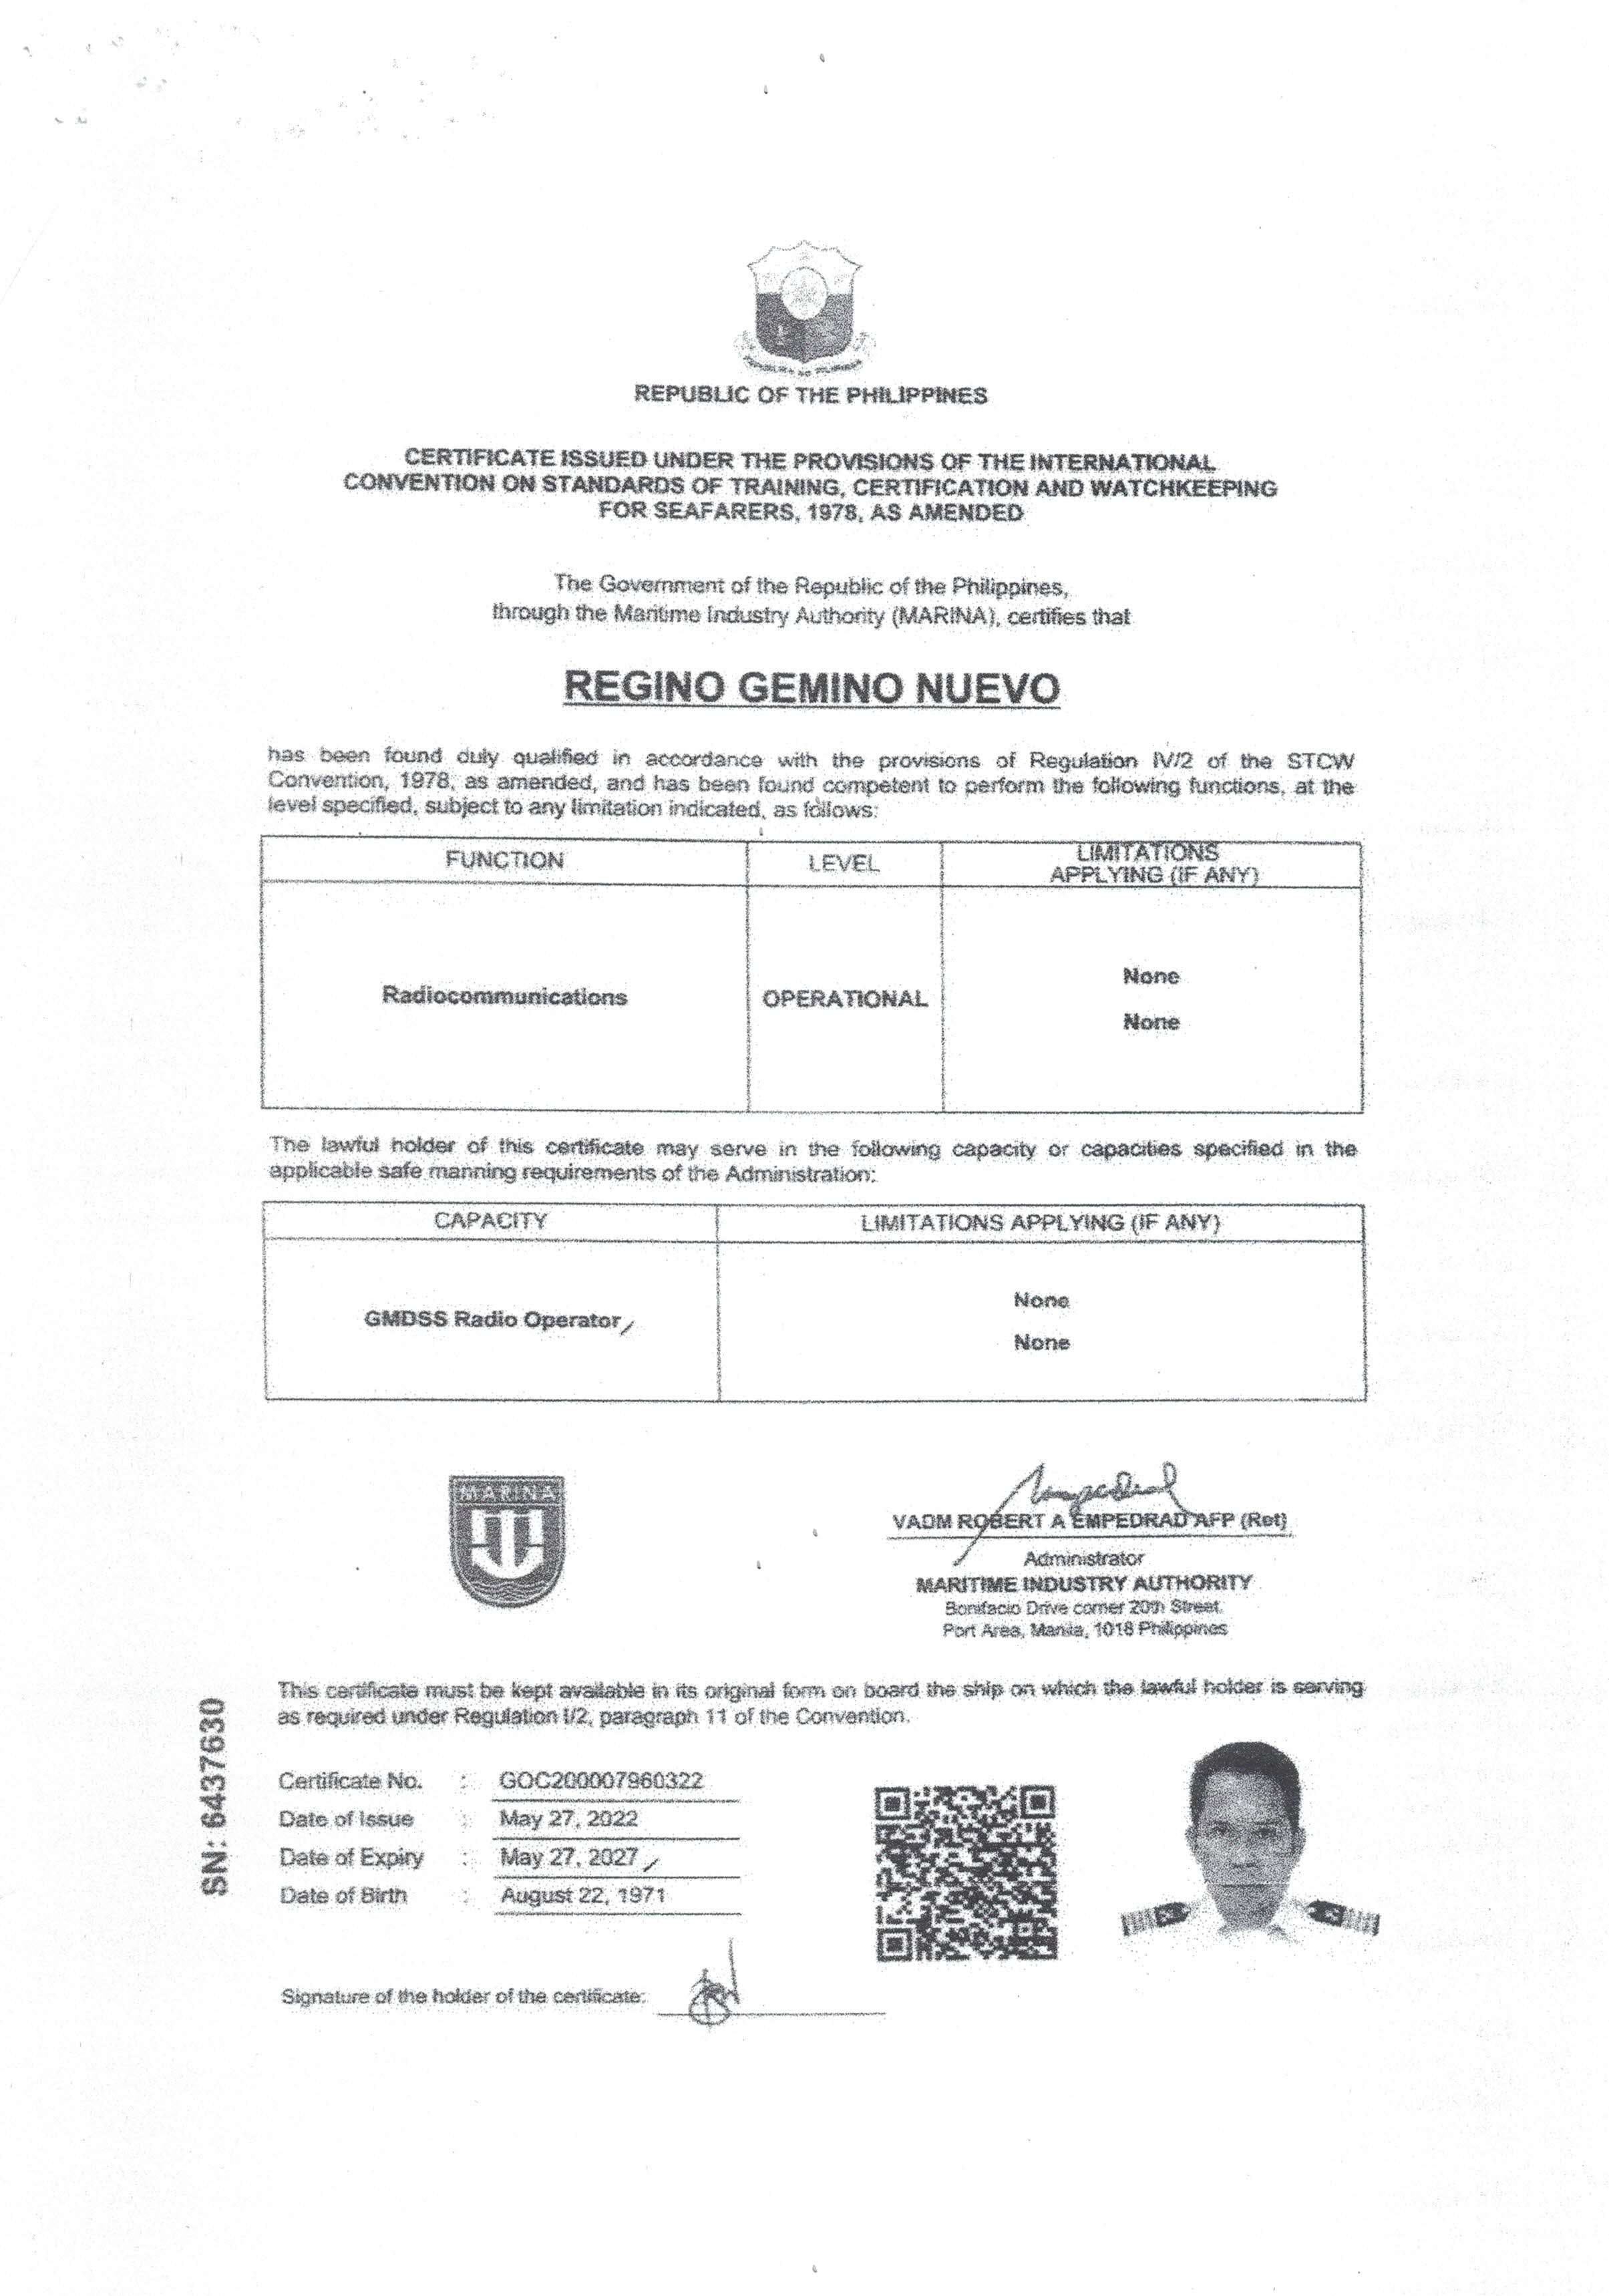 REPUBLIC OF THE PHILIPPINES
CERTIFICATE ISSUED UNDER THE PROVISIONS OF THE INTERNATIONAL
CONVENTION ON STANDARDS OF TRAINING, CERTIFICATION AND WATCHKEEPING
FOR SEAFARERS, 1978, AS AMENDED
The Government of the Republic of the Philippines,
through the Maritime Industry Authority (MARINA), certifies that
REGINO GEMINO NUEVO
has been found duly qualified in accordance with the provisions of Regulation IV/2 of the STCW
Convention, 1978, as amended, and has been found competent to perform the following functions, at the
level specified, subject to any limitation indicated, as follows:
FUNCTION LEVEL LIMITATIONS
APPLYING (IF ANY)
Radiocommunications OPERATIONAL None
None
The lawful holder of this certificate may serve in the following capacity or capacities specified in the
applicable safe manning requirements of the Administration:
CAPACITY LIMITATIONS APPLYING (IF ANY)
GMDSS Radio Operator None
None
MARINA
VADM ROBERT A EMPEDRAD AFP (Ret)
Administrator
MARITIME INDUSTRY AUTHORITY
Bonifacio Drive corner 20th Street.
Port Area, Manila, 1018 Philippines
This certificate must be kept available in its original form on board the ship on which the lawful holder is serving
as required under Regulation I/2, paragraph 11 of the Convention.
SN: 6437630
Certificate No. : GOC200007960322
Date of Issue : May 27, 2022
Date of Expiry : May 27, 2027
Date of Birth : August 22, 1971
Signature of the holder of the certificate: